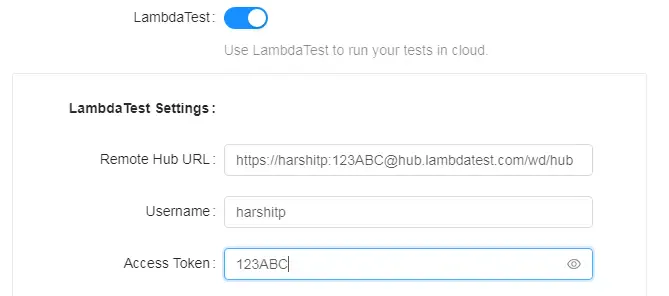 LambdaTest:
Use LambdaTest to run your tests in cloud.
LambdaTest Settings:
Remote Hub URL: https://harshitp:123ABC@hub.lambdatest.com/wd/hub
Username: harshitp
Access Token: 123ABC